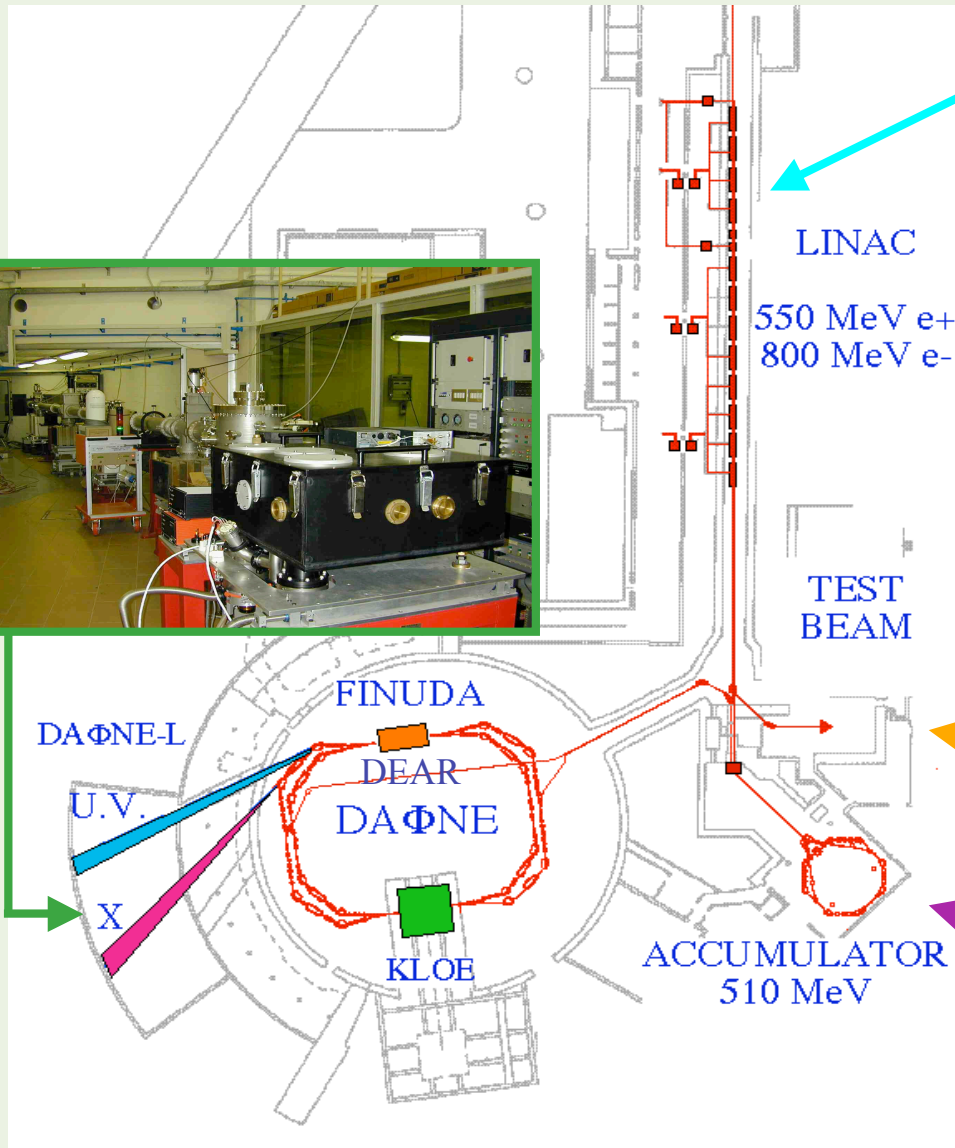 LINAC
550 MeV e+
800 MeV e-
TEST
BEAM
FINUDA
DAΦNE-L
DEAR
U.V.
DAΦNE
X
KLOE
ACCUMULATOR
510 MeV